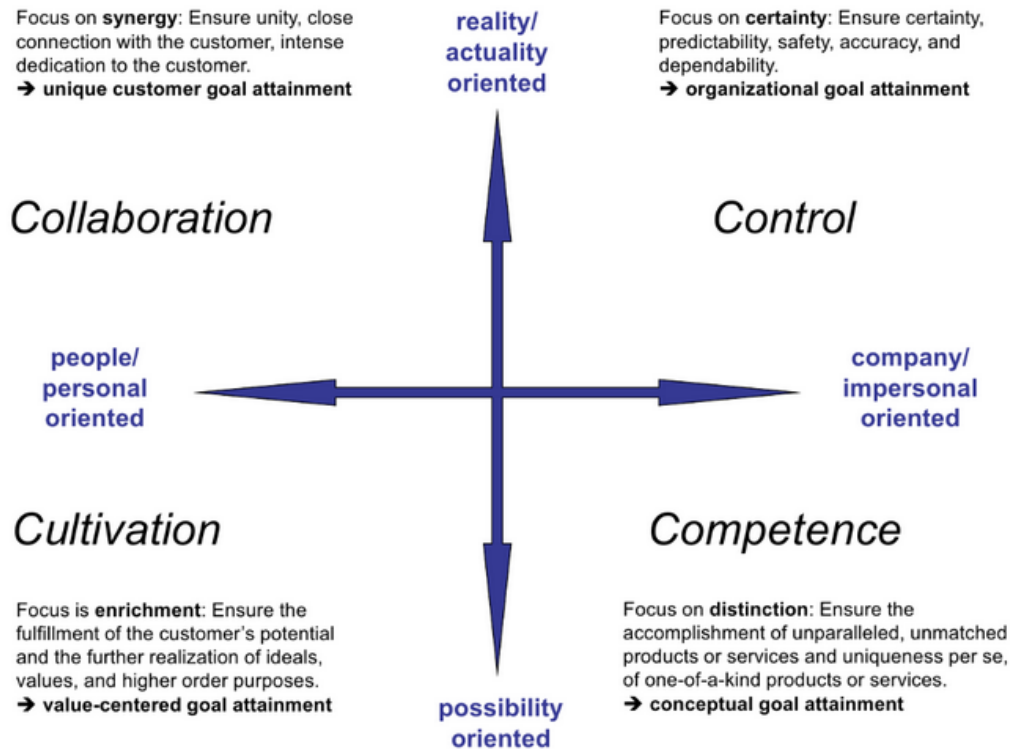 Focus on synergy: Ensure unity, close
connection with the customer, intense
dedication to the customer.
➔ unique customer goal attainment
reality/
actuality
oriented
Focus on certainty: Ensure certainty,
predictability, safety, accuracy, and
dependability.
➔ organizational goal attainment
Collaboration
Control
people/
personal
oriented
company/
impersonal
oriented
Cultivation
Competence
Focus is enrichment: Ensure the
fulfillment of the customer's potential
and the further realization of ideals,
values, and higher order purposes.
➔ value-centered goal attainment
possibility
oriented
Focus on distinction: Ensure the
accomplishment of unparalleled, unmatched
products or services and uniqueness per se,
of one-of-a-kind products or services.
➔ conceptual goal attainment